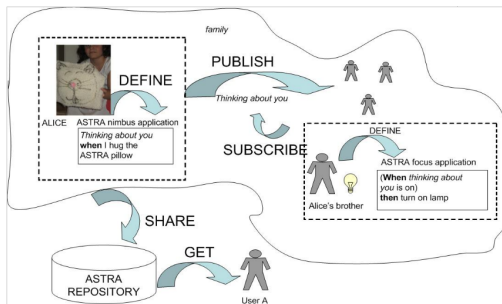 family
DEFINE
PUBLISH
ALICE
ASTRA nimbus application
Thinking about you
when I hug the
ASTRA pillow
Thinking about you
SUBSCRIBE
DEFINE
ASTRA focus application
(When thinking about
you is on)
then turn on lamp
Alice's brother
SHARE
GET
ASTRA
REPOSITORY
User A